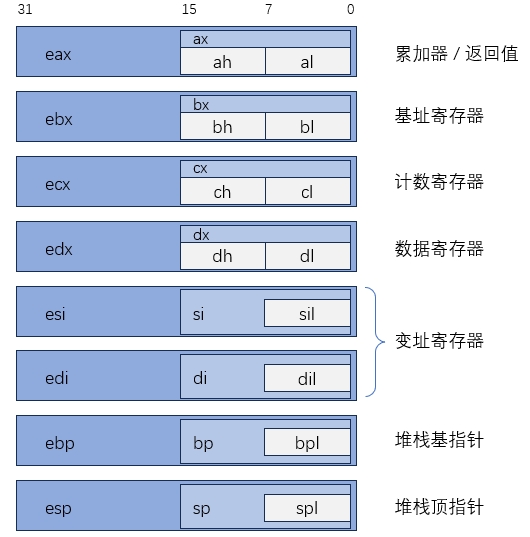 31 15 7 0
eax ax ah al 累加器 / 返回值
ebx bx bh bl 基址寄存器
ecx cx ch cl 计数寄存器
edx dx dh dl 数据寄存器
esi si sil
变址寄存器
edi di dil
ebp bp bpl 堆栈基指针
esp sp spl 堆栈顶指针